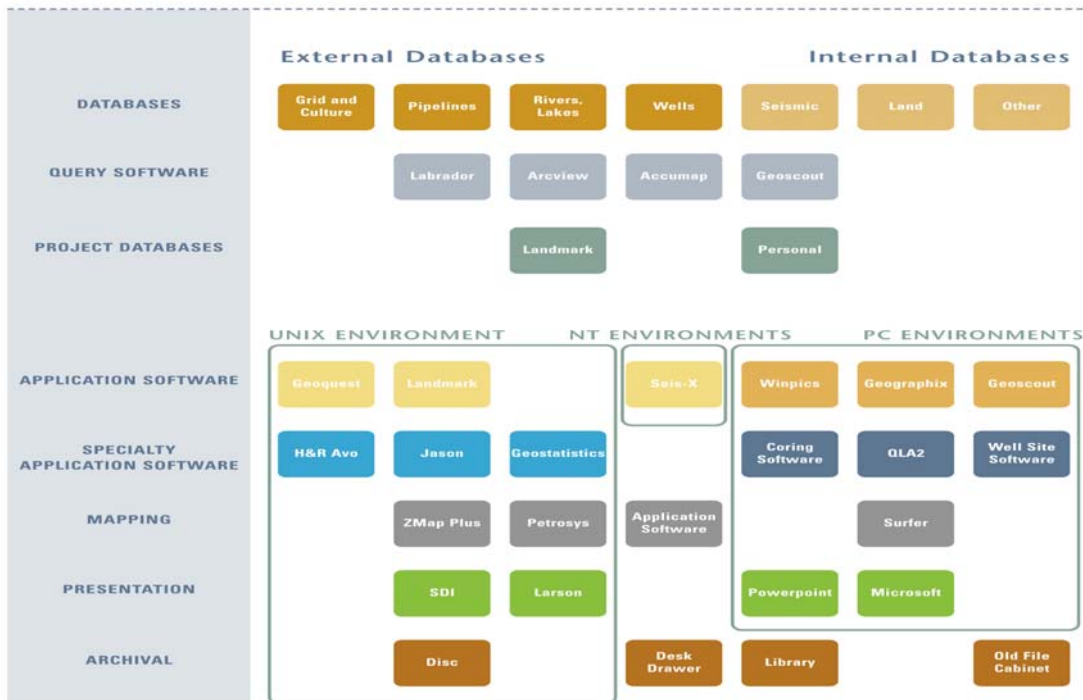 External Databases
Internal Databases
DATABASES
Grid and
Culture
Pipelines
Rivers,
Lakes
Wells
Seismic
Land
Other
QUERY SOFTWARE
Labrador
Arcview
Accumap
Geoscout
PROJECT DATABASES
Landmark
Personal
UNIX ENVIRONMENT
NT ENVIRONMENTS
PC ENVIRONMENTS
APPLICATION SOFTWARE
Geoquest
Landmark
Seis-X
Winpics
Geographix
Geoscout
SPECIALTY
APPLICATION SOFTWARE
H&R Avo
Jason
Geostatistics
Coring
Software
QLA2
Well Site
Software
MAPPING
ZMap Plus
Petrosys
Application
Software
Surfer
PRESENTATION
SDI
Larson
Powerpoint
Microsoft
ARCHIVAL
Disc
Desk
Drawer
Library
Old File
Cabinet